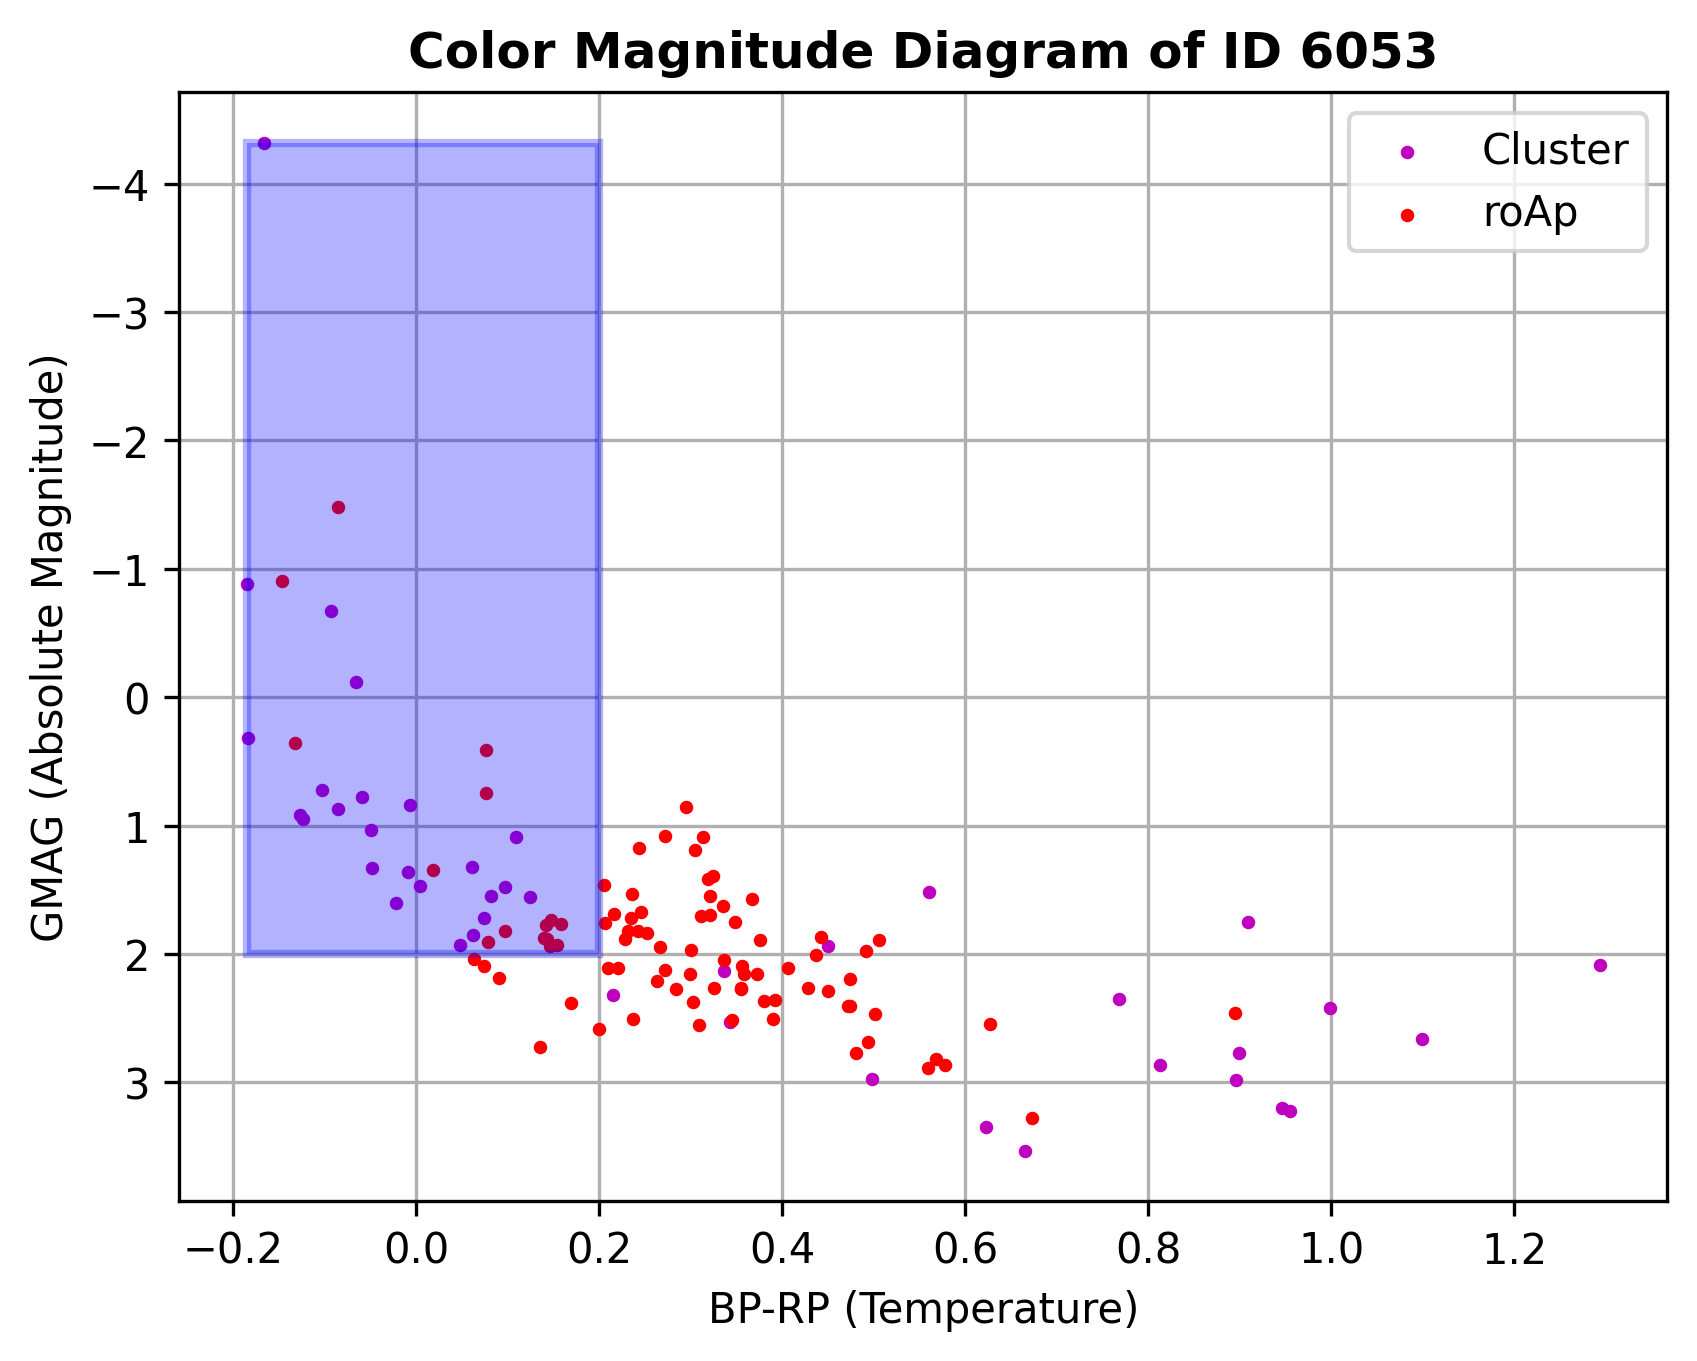 Color Magnitude Diagram of ID 6053
Cluster
roAp
GMAG (Absolute Magnitude)
−4
−3
−2
−1
0
1
2
3
−0.2 0.0 0.2 0.4 0.6 0.8 1.0 1.2
BP-RP (Temperature)